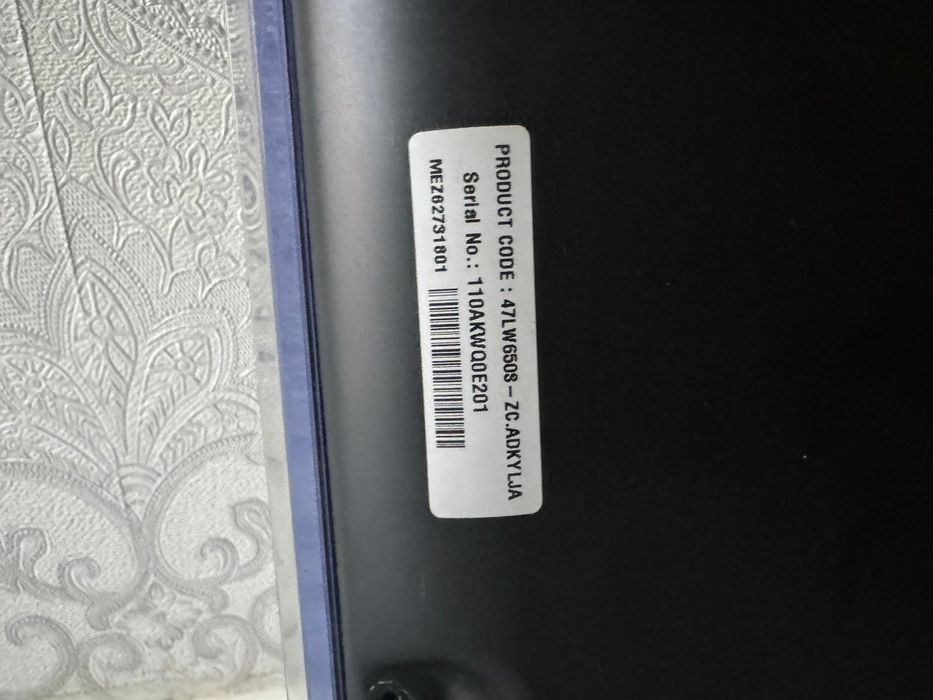 PRODUCT CODE : 47LW650S-ZC.ADKYLJA
Serial No.: 110AKWQ0E201
MEZ62731801